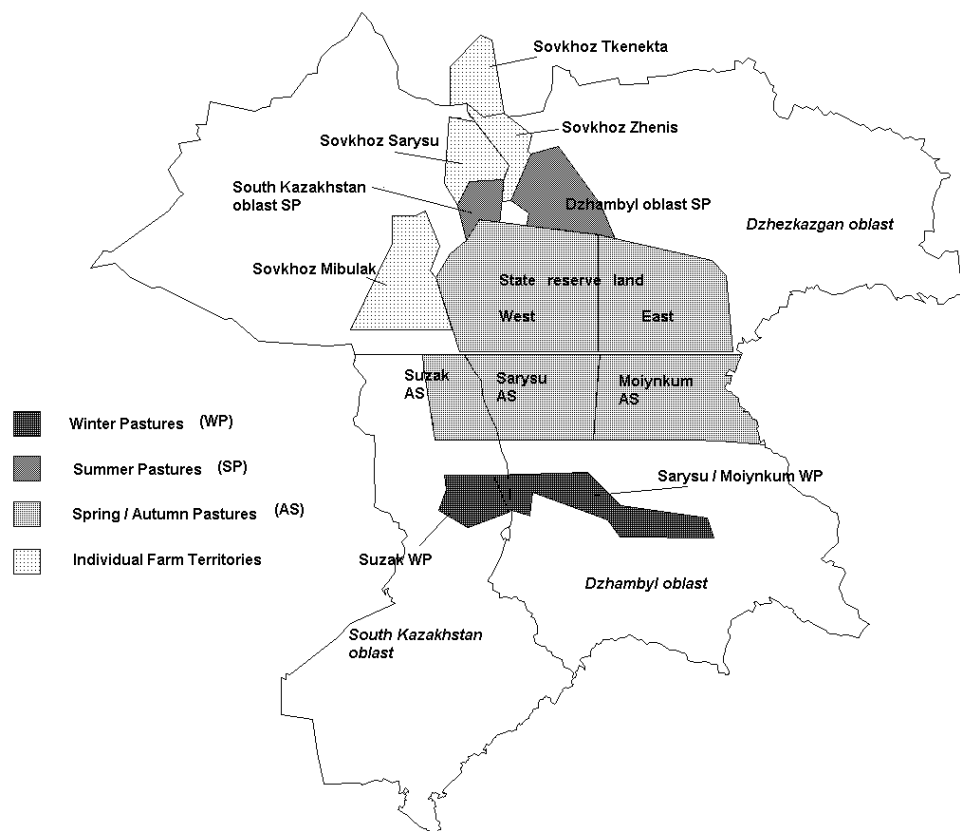 Sovkhoz Tkenekta
Sovkhoz Zhenis
Sovkhoz Sarysu
South Kazakhstan
oblast SP
Dzhambyl oblast SP
Dzhezkazgan oblast
Sovkhoz Mibulak
State reserve land
West East
Suzak
AS
Sarysu
AS
Moiynkum
AS
Winter Pastures (WP)
Summer Pastures (SP)
Spring / Autumn Pastures (AS)
Individual Farm Territories
Sarysu / Moiynkum WP
Suzak WP
Dzhambyl oblast
South Kazakhstan
oblast